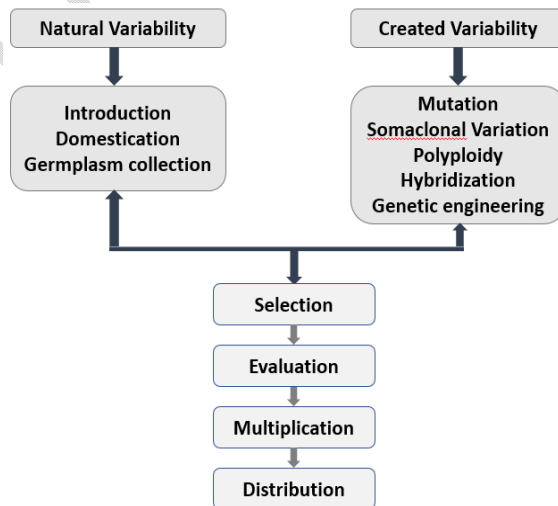 Natural Variability
Created Variability
Introduction
Domestication
Germplasm collection
Mutation
Somaclonal Variation
Polyploidy
Hybridization
Genetic engineering
Selection
Evaluation
Multiplication
Distribution